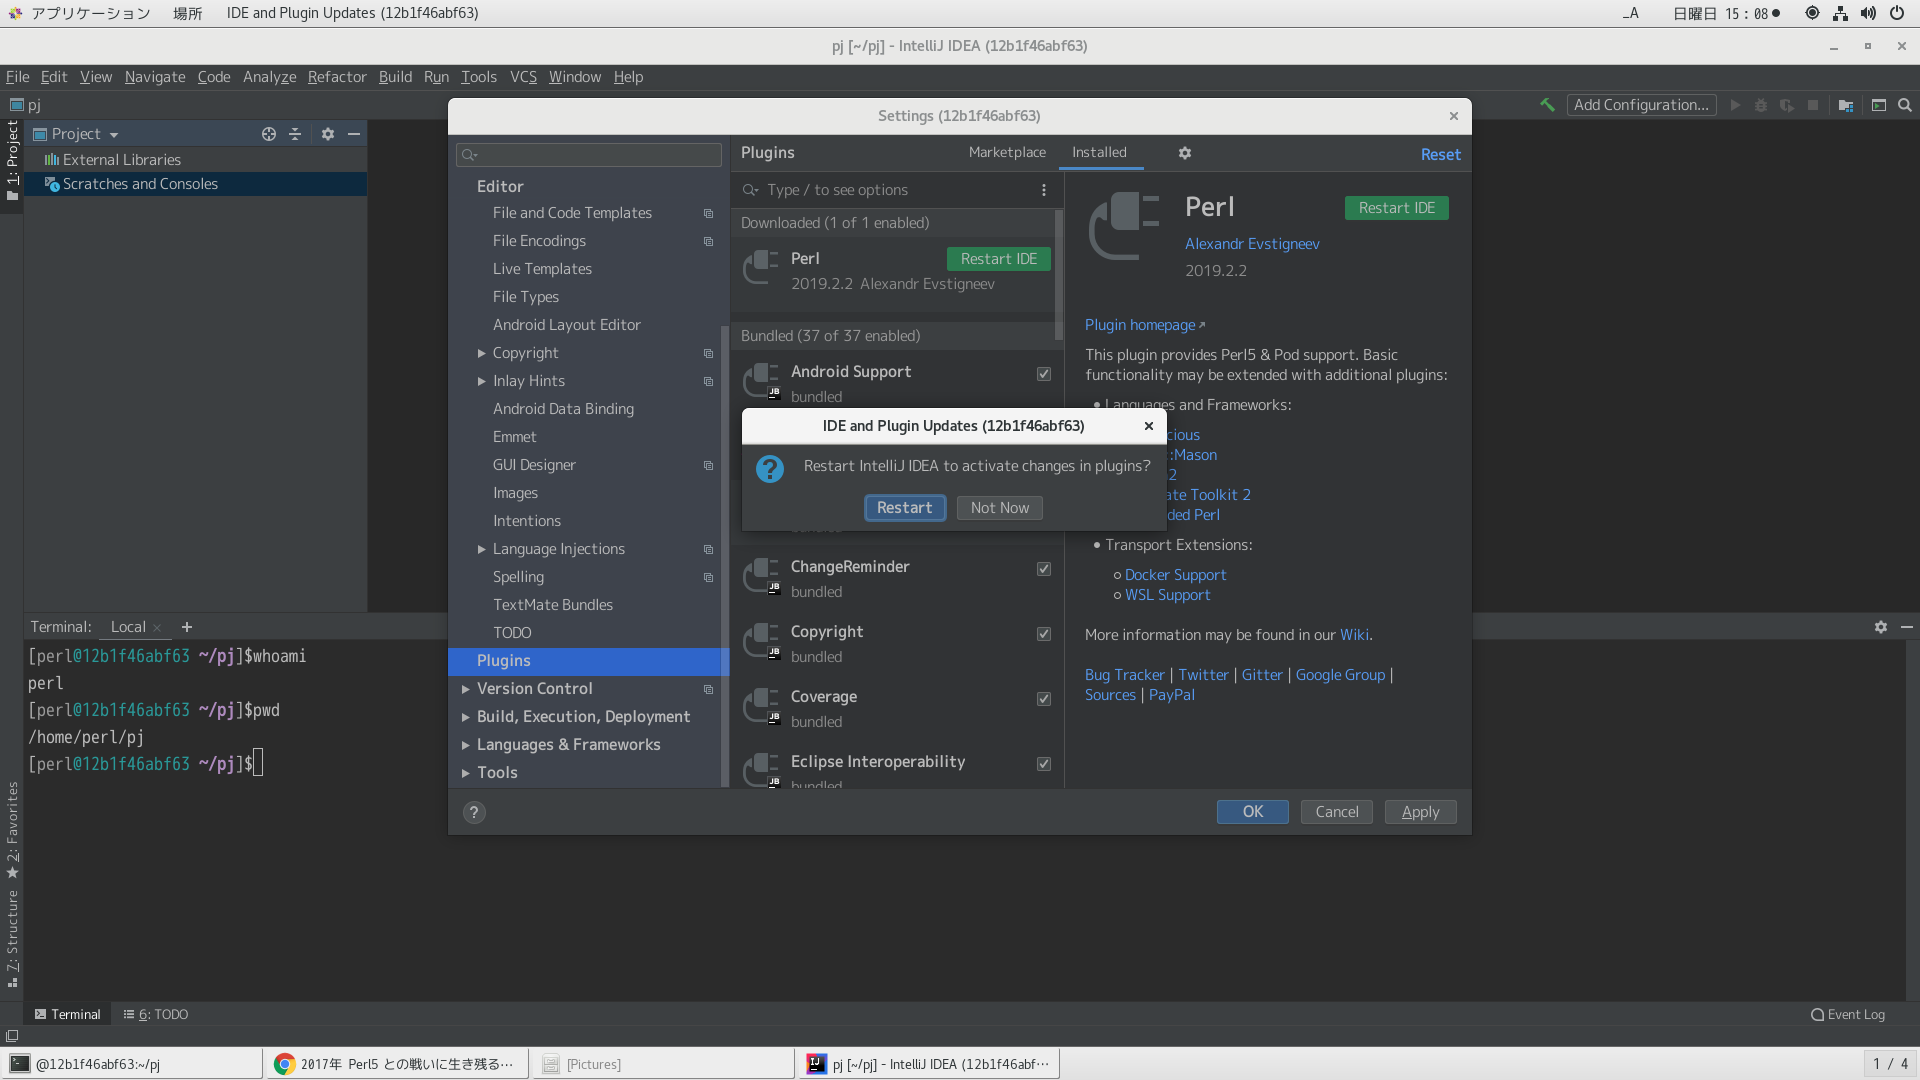 アプリケーション 場所 IDE and Plugin Updates (12b1f46abf63) _A 日曜日 15：08●
pj [~/pj] - IntelliJ IDEA (12b1f46abf63)
File Edit View Navigate Code Analyze Refactor Build Run Tools VCS Window Help
pj Add Configuration...
Settings (12b1f46abf63)
1: Project
Project
External Libraries
Scratches and Consoles
Editor
File and Code Templates
File Encodings
Live Templates
File Types
Android Layout Editor
Copyright
Inlay Hints
Android Data Binding
Emmet
GUI Designer
Images
Intentions
Language Injections
Spelling
TextMate Bundles
TODO
Plugins
Version Control
Build, Execution, Deployment
Languages & Frameworks
Tools
Plugins Marketplace Installed Reset
Type / to see options
Downloaded (1 of 1 enabled)
Perl Restart IDE
2019.2.2 Alexandr Evstigneev
Bundled (37 of 37 enabled)
Android Support
bundled
ChangeReminder
bundled
Copyright
bundled
Coverage
bundled
Eclipse Interoperability
bundled
Perl Restart IDE
Alexandr Evstigneev
2019.2.2
Plugin homepage
This plugin provides Perl5 & Pod support. Basic
functionality may be extended with additional plugins:
• Languages and Frameworks:
cious
::Mason
2
ate Toolkit 2
ded Perl
• Transport Extensions:
Docker Support
WSL Support
More information may be found in our Wiki.
Bug Tracker | Twitter | Gitter | Google Group |
Sources | PayPal
IDE and Plugin Updates (12b1f46abf63)
Restart IntelliJ IDEA to activate changes in plugins?
Restart Not Now
? OK Cancel Apply
Terminal: Local × +
[perl@12b1f46abf63 ~/pj]$whoami
perl
[perl@12b1f46abf63 ~/pj]$pwd
/home/perl/pj
[perl@12b1f46abf63 ~/pj]$
2: Favorites
7: Structure
Terminal 6: TODO Event Log
@12b1f46abf63:~/pj 2017年 Perl5 との戦いに生き残る… [Pictures] pj [~/pj] - IntelliJ IDEA (12b1f46abf… 1 / 4